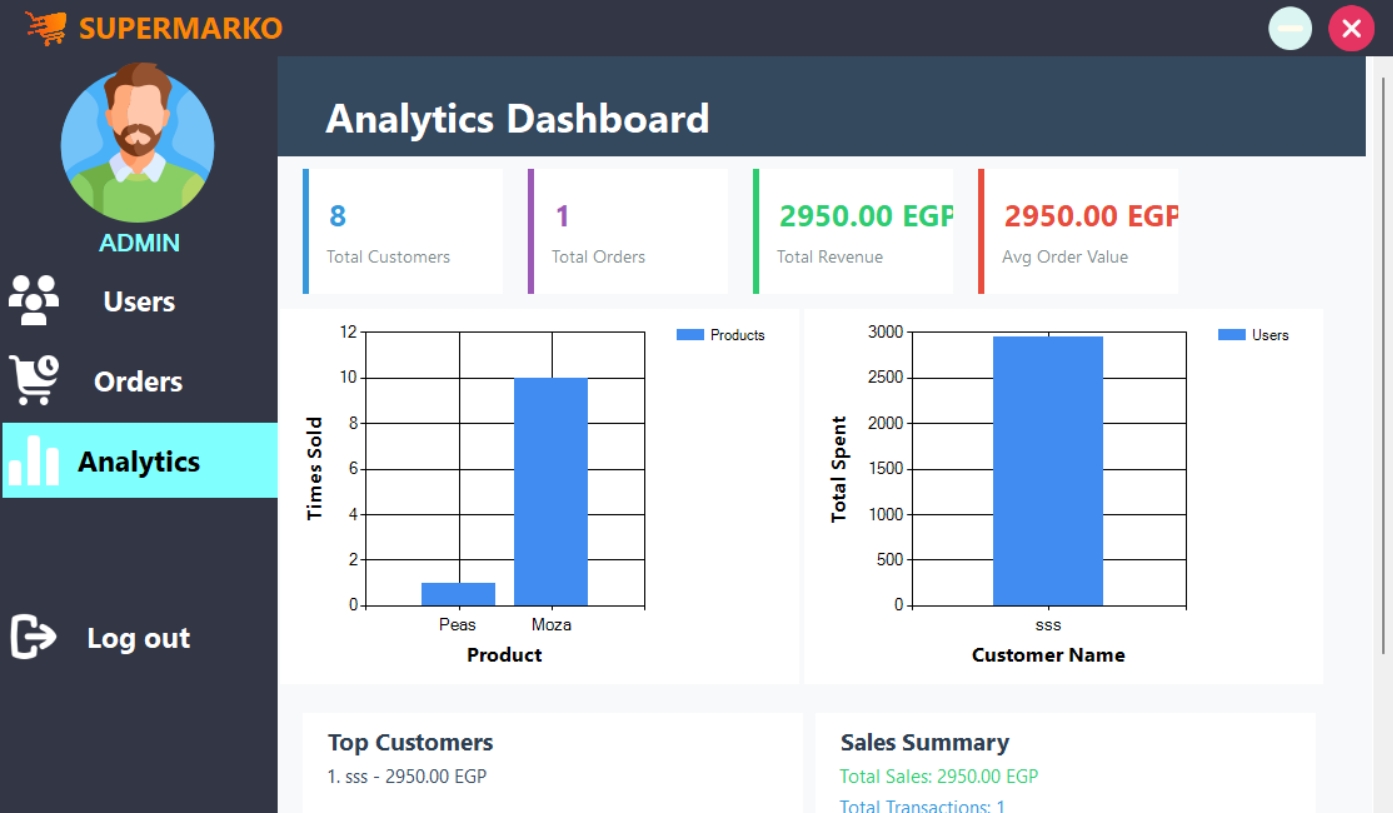 SUPERMARKO
ADMIN
Users
Orders
Analytics
Log out
Analytics Dashboard
8
Total Customers
1
Total Orders
2950.00 EGP
Total Revenue
2950.00 EGP
Avg Order Value
12
10
8
6
4
2
0
Times Sold
Peas Moza
Product
Products
3000
2500
2000
1500
1000
500
0
Total Spent
sss
Customer Name
Users
Top Customers
1. sss - 2950.00 EGP
Sales Summary
Total Sales: 2950.00 EGP
Total Transactions: 1